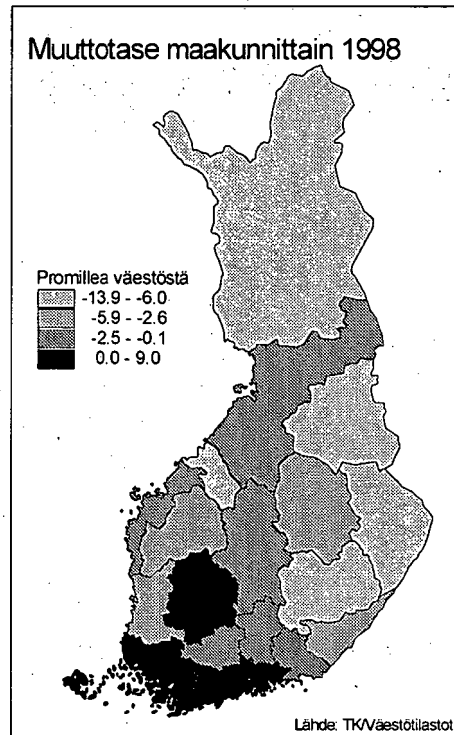 Muuttotase maakunnittain 1998
Promillea väestöstä
-13.9 - -6.0
-5.9 - -2.6
-2.5 - -0.1
0.0 - 9.0
Lähde: TK/Väestötilastot